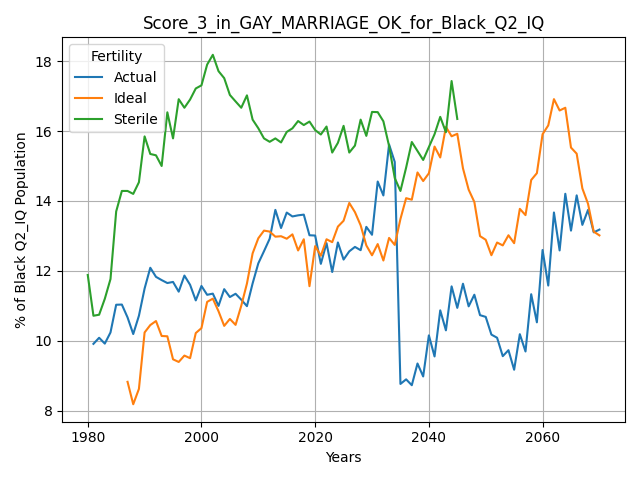 Score_3_in_GAY_MARRIAGE_OK_for_Black_Q2_IQ
Fertility
Actual
Ideal
Sterile
% of Black Q2_IQ Population
18
16
14
12
10
8
1980
2000
2020
2040
2060
Years